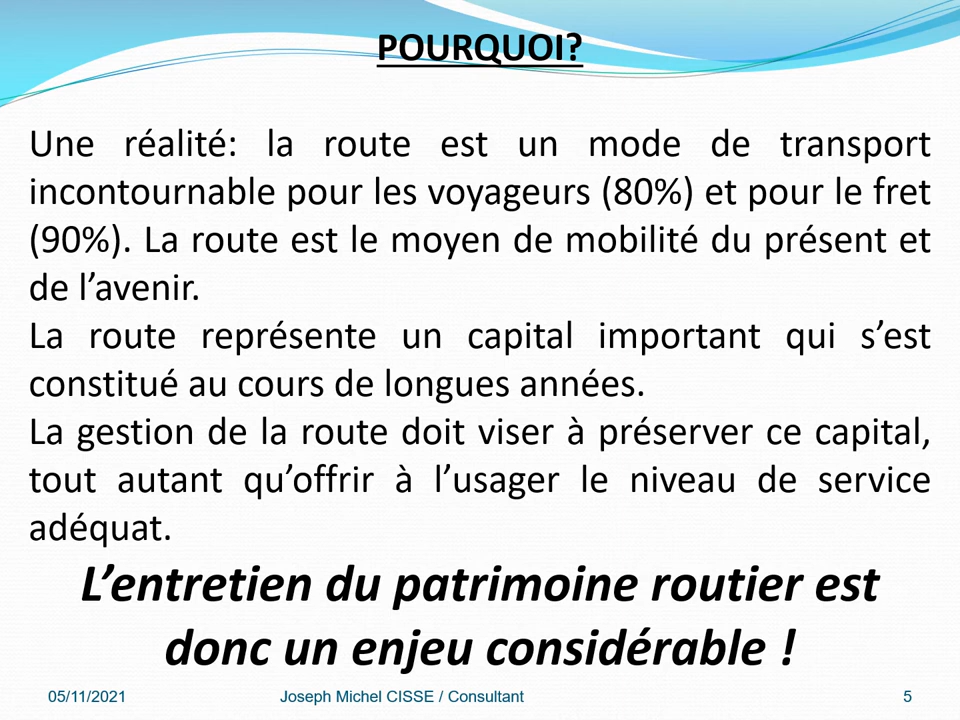 POURQUOI?
Une réalité: la route est un mode de transport
incontournable pour les voyageurs (80%) et pour le fret
(90%). La route est le moyen de mobilité du présent et
de l’avenir.
La route représente un capital important qui s’est
constitué au cours de longues années.
La gestion de la route doit viser à préserver ce capital,
tout autant qu’offrir à l’usager le niveau de service
adéquat.
L’entretien du patrimoine routier est
donc un enjeu considérable !
05/11/2021 Joseph Michel CISSE / Consultant 5